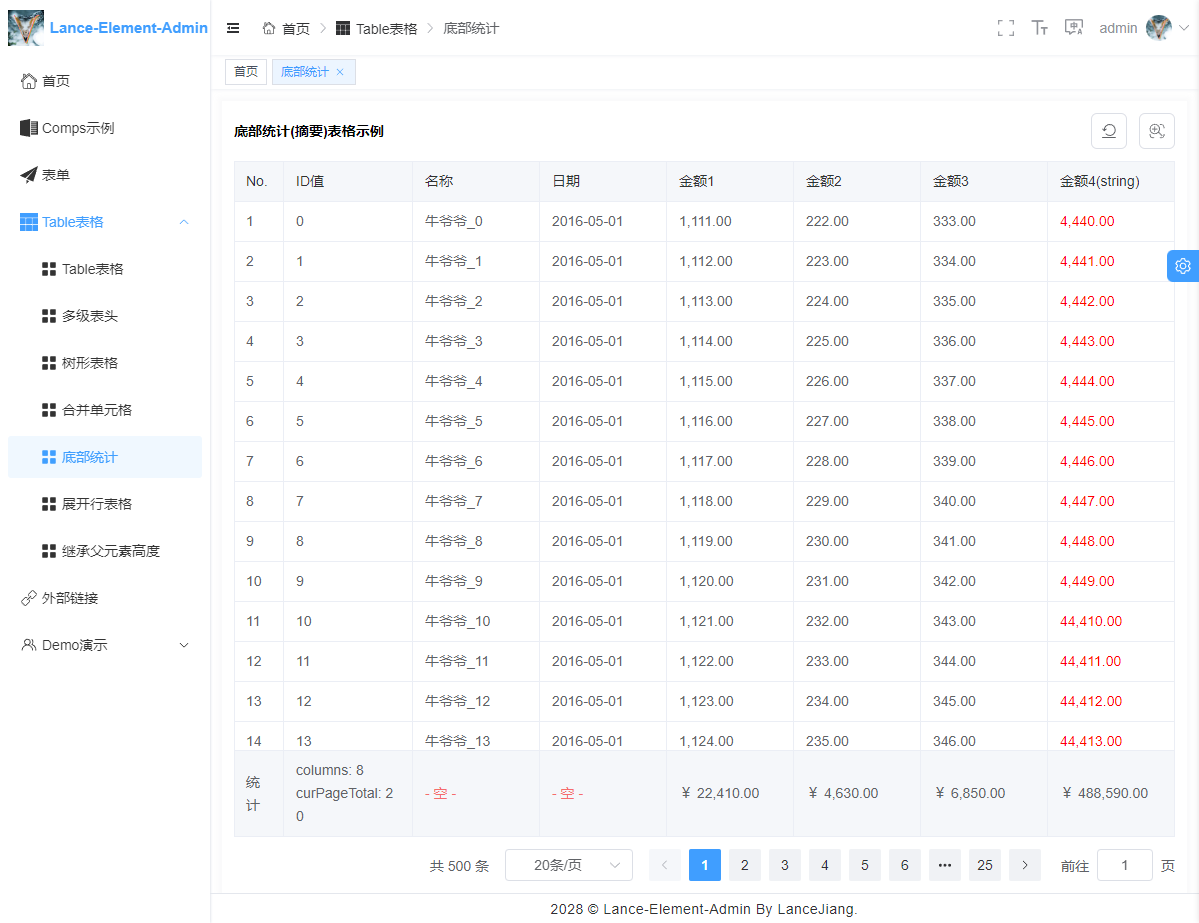 Lance-Element-Admin
首页
Comps示例
表单
Table表格
Table表格
多级表头
树形表格
合并单元格
底部统计
展开行表格
继承父元素高度
外部链接
Demo演示
首页 Table表格 底部统计
admin
首页 底部统计
底部统计(摘要)表格示例
No. ID值 名称 日期 金额1 金额2 金额3 金额4(string)
1 0 牛爷爷_0 2016-05-01 1,111.00 222.00 333.00 4,440.00
2 1 牛爷爷_1 2016-05-01 1,112.00 223.00 334.00 4,441.00
3 2 牛爷爷_2 2016-05-01 1,113.00 224.00 335.00 4,442.00
4 3 牛爷爷_3 2016-05-01 1,114.00 225.00 336.00 4,443.00
5 4 牛爷爷_4 2016-05-01 1,115.00 226.00 337.00 4,444.00
6 5 牛爷爷_5 2016-05-01 1,116.00 227.00 338.00 4,445.00
7 6 牛爷爷_6 2016-05-01 1,117.00 228.00 339.00 4,446.00
8 7 牛爷爷_7 2016-05-01 1,118.00 229.00 340.00 4,447.00
9 8 牛爷爷_8 2016-05-01 1,119.00 230.00 341.00 4,448.00
10 9 牛爷爷_9 2016-05-01 1,120.00 231.00 342.00 4,449.00
11 10 牛爷爷_10 2016-05-01 1,121.00 232.00 343.00 44,410.00
12 11 牛爷爷_11 2016-05-01 1,122.00 233.00 344.00 44,411.00
13 12 牛爷爷_12 2016-05-01 1,123.00 234.00 345.00 44,412.00
14 13 牛爷爷_13 2016-05-01 1,124.00 235.00 346.00 44,413.00
统计 columns: 8 curPageTotal: 20 - 空 - - 空 - ¥ 22,410.00 ¥ 4,630.00 ¥ 6,850.00 ¥ 488,590.00
共 500 条 20条/页 1 2 3 4 5 6 ••• 25 前往 1 页
2028 © Lance-Element-Admin By LanceJiang.